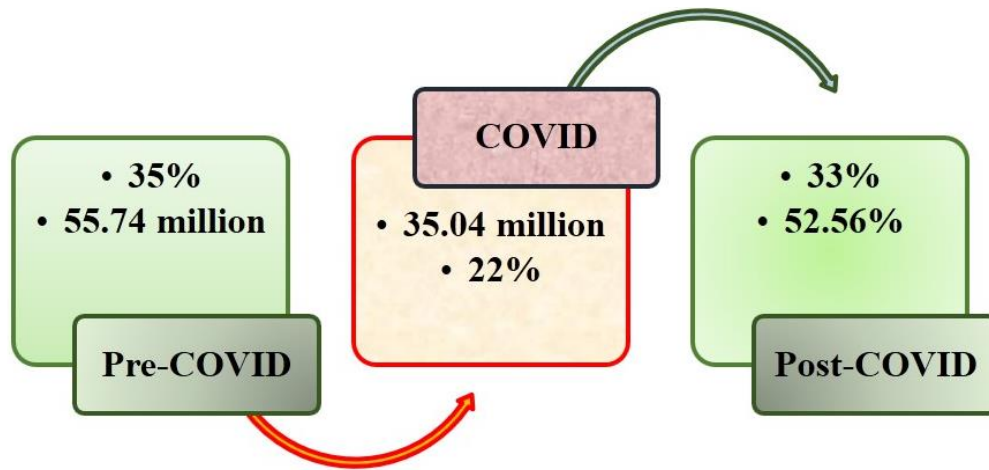 • 35%
• 55.74 million
Pre-COVID
COVID
• 35.04 million
• 22%
• 33%
• 52.56%
Post-COVID